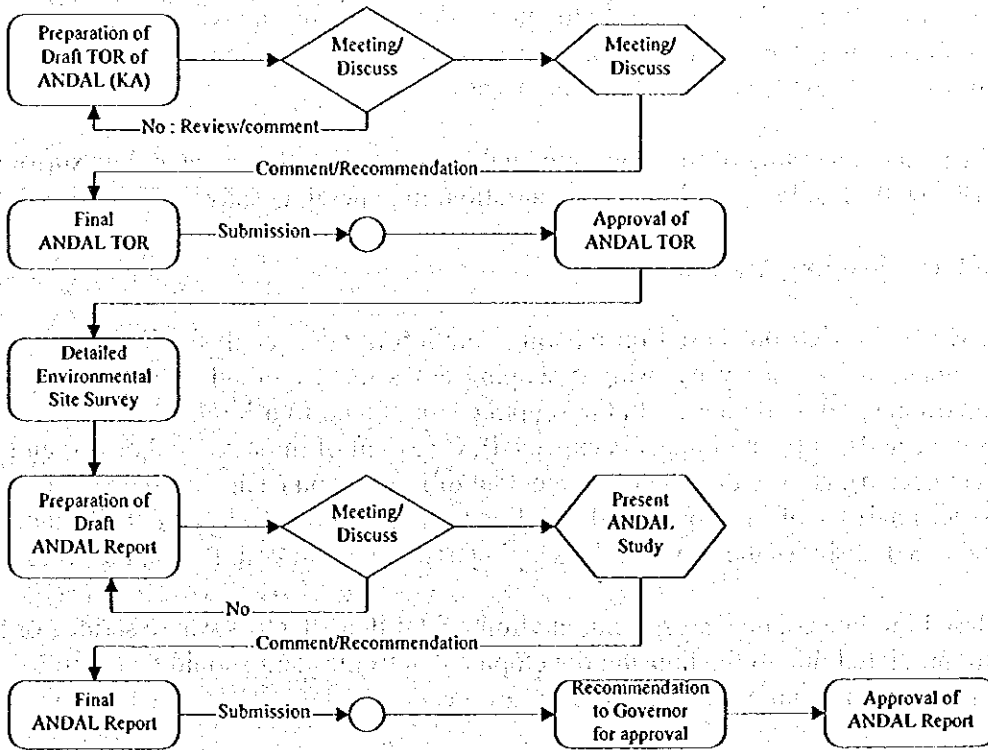 Preparation of
Draft TOR of
ANDAL (KA)
Meeting/
Discuss
Meeting/
Discuss
No : Review/comment
Comment/Recommendation
Final
ANDAL TOR
Submission
Approval of
ANDAL TOR
Detailed
Environmental
Site Survey
Preparation of
Draft
ANDAL Report
Meeting/
Discuss
Present
ANDAL
Study
No
Comment/Recommendation
Final
ANDAL Report
Submission
Recommendation
to Governor
for approval
Approval of
ANDAL Report